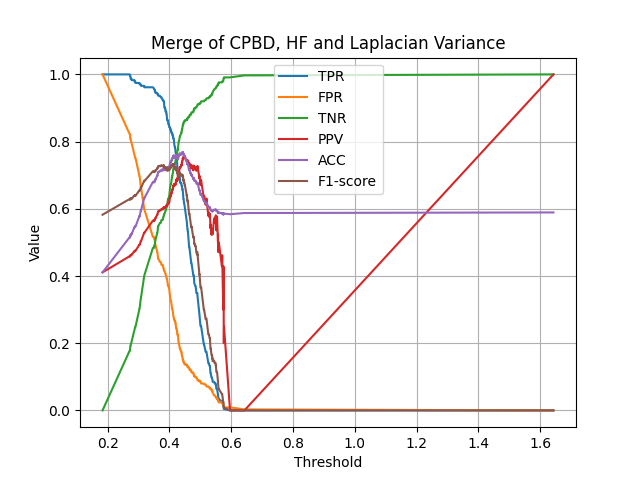 Merge of CPBD, HF and Laplacian Variance
TPR
FPR
TNR
PPV
ACC
F1-score
Value
1.0
0.8
0.6
0.4
0.2
0.0
0.2 0.4 0.6 0.8 1.0 1.2 1.4 1.6
Threshold